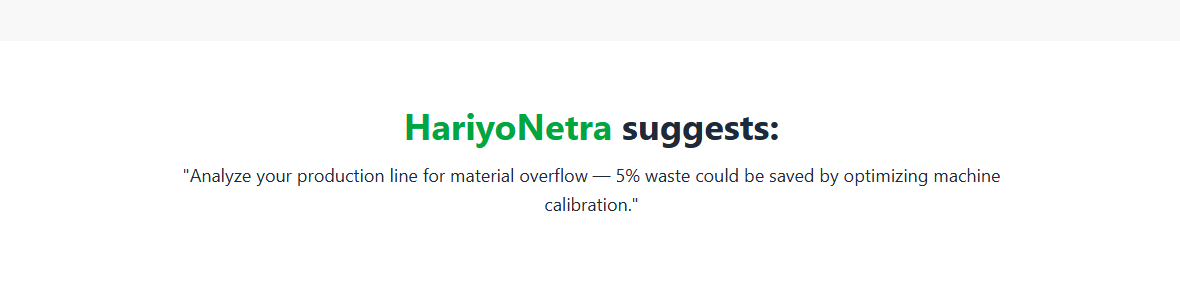 HariyoNetra suggests:
"Analyze your production line for material overflow — 5% waste could be saved by optimizing machine
calibration."